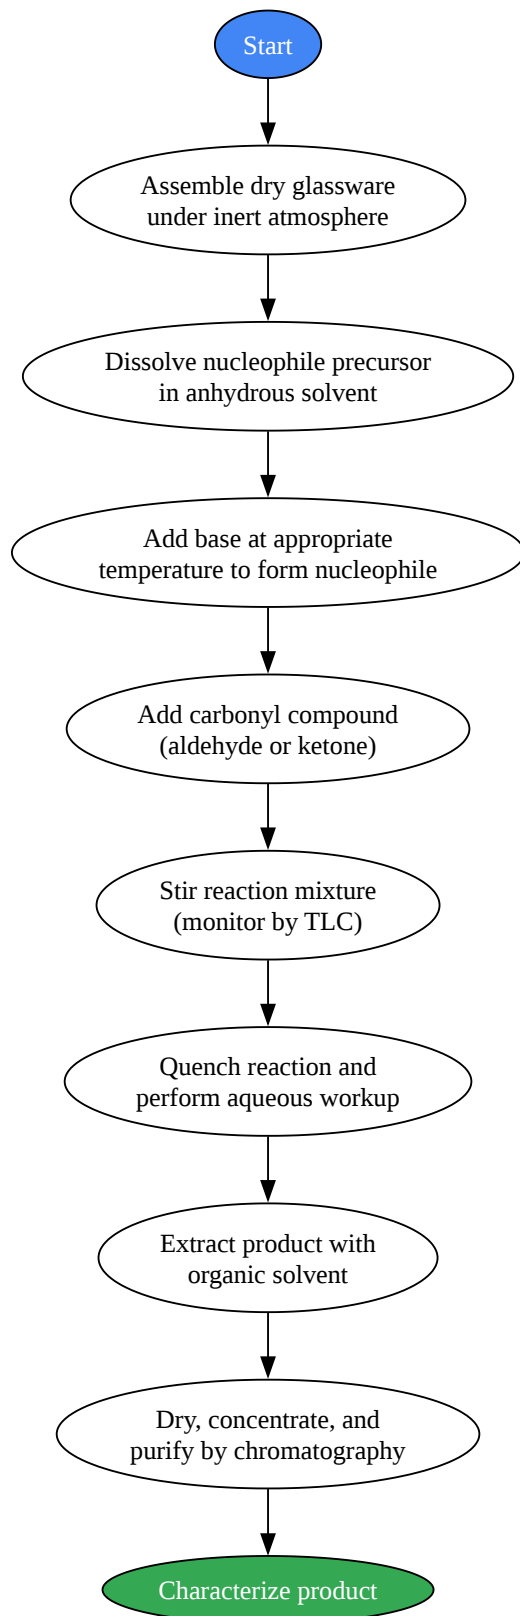 Start
Assemble dry glassware
under inert atmosphere
Dissolve nucleophile precursor
in anhydrous solvent
Add base at appropriate
temperature to form nucleophile
Add carbonyl compound
(aldehyde or ketone)
Stir reaction mixture
(monitor by TLC)
Quench reaction and
perform aqueous workup
Extract product with
organic solvent
Dry, concentrate, and
purify by chromatography
Characterize product